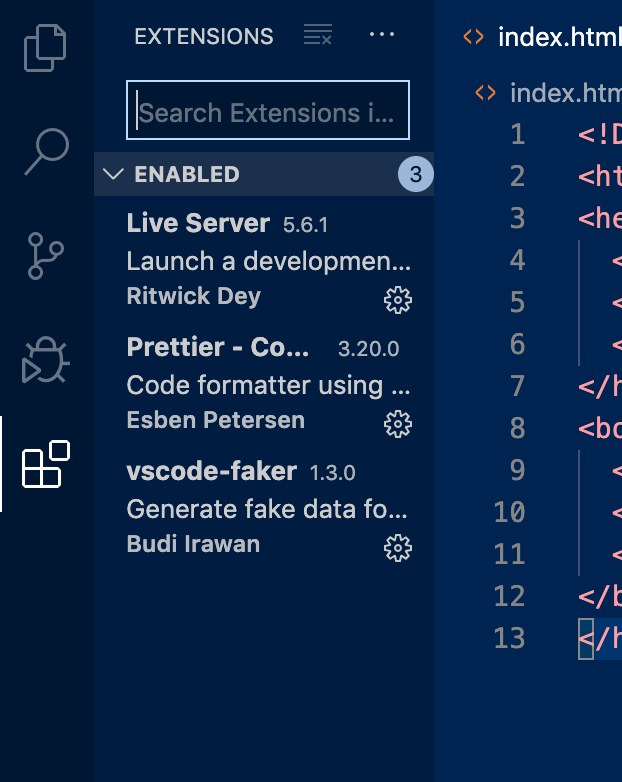 EXTENSIONS
Search Extensions i...
ENABLED 3
Live Server 5.6.1
Launch a developmen...
Ritwick Dey
Prettier - Co... 3.20.0
Code formatter using ...
Esben Petersen
vscode-faker 1.3.0
Generate fake data fo...
Budi Irawan
<> index.html
<> index.htm
1 <!D
2 <ht
3 <he
4 <
5 <
6 <
7 </h
8 <bo
9 <
10 <
11 <
12 </b
13 </h